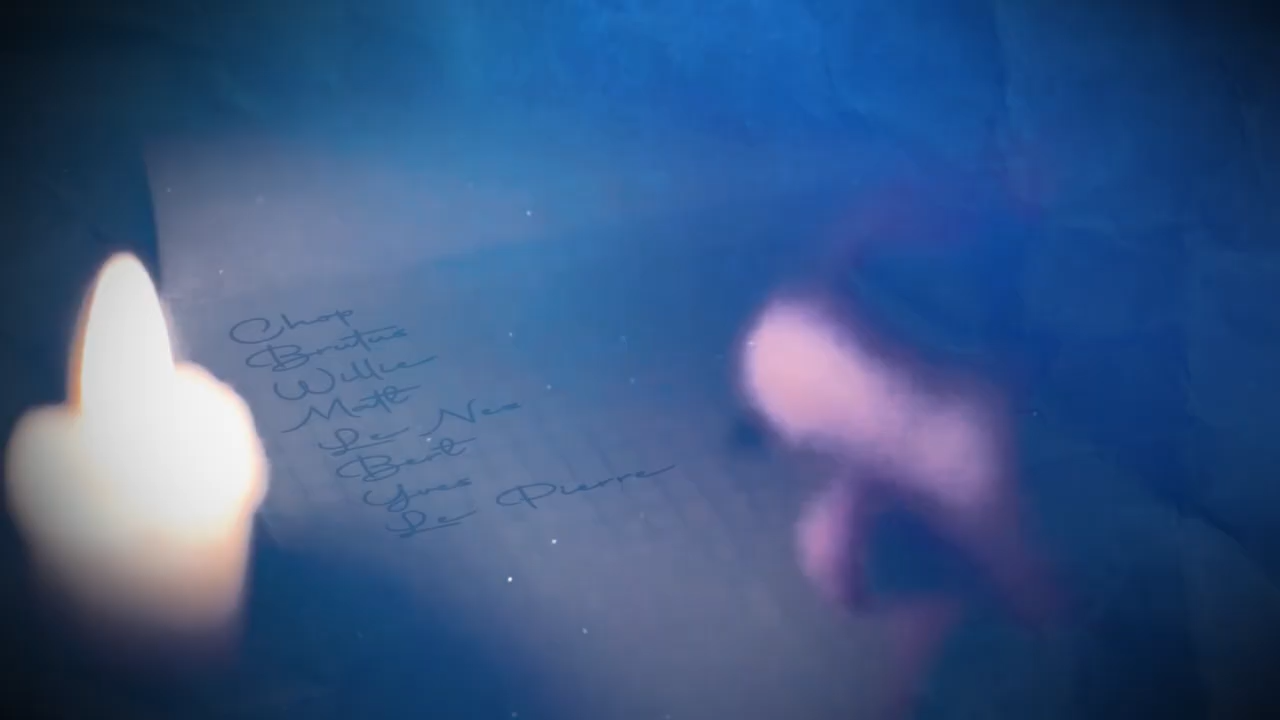 Chop
Brutus
Willie
Matt
Le Nez
Bert
Yves
Le Pierre